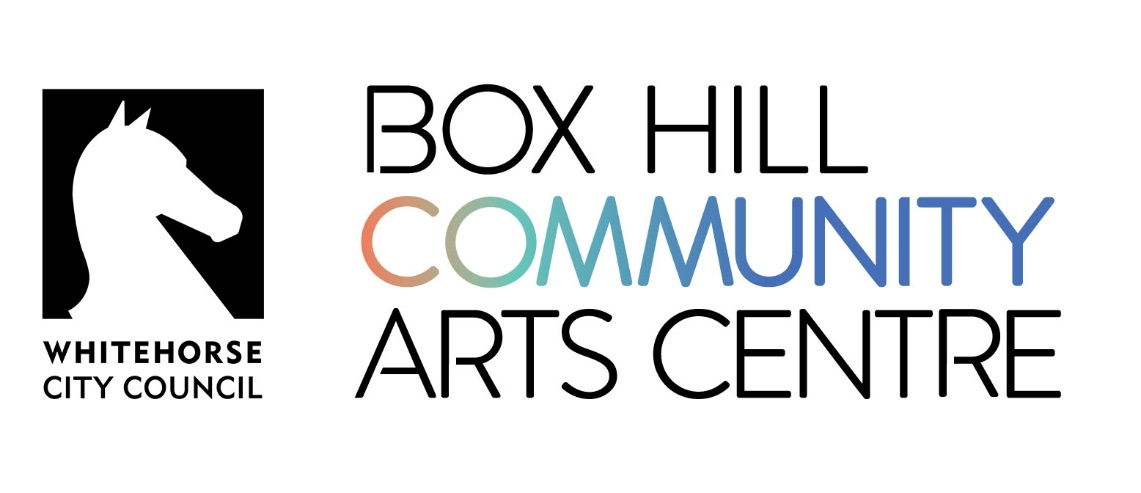 WHITEHORSE
CITY COUNCIL
BOX HILL
COMMUNITY
ARTS CENTRE